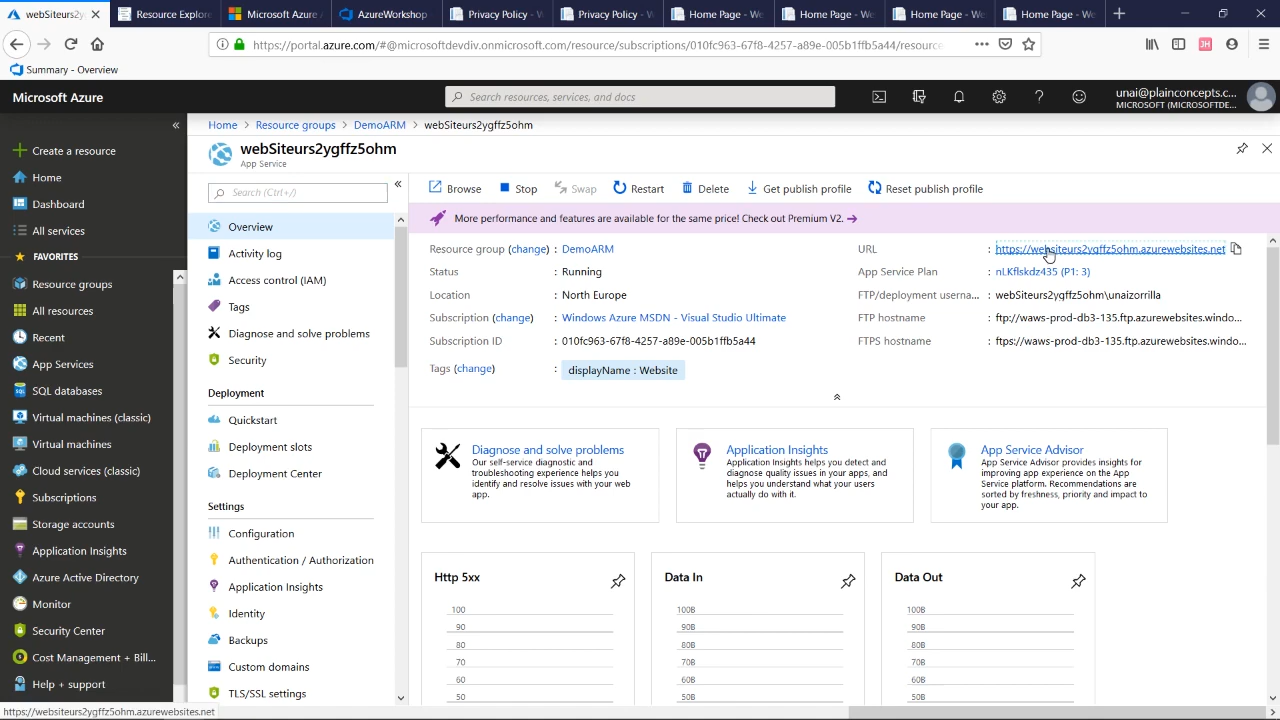 webSiteurs2y
Resource Explore
Microsoft Azure
AzureWorkshop
Privacy Policy - W
Privacy Policy - W
Home Page - We
Home Page - We
Home Page - We
Home Page - We
https://portal.azure.com/#@microsoftdevdiv.onmicrosoft.com/resource/subscriptions/010fc963-67f8-4257-a89e-005b1ffb5a44/resource
JH
Summary - Overview
Microsoft Azure
Search resources, services, and docs
unai@plainconcepts.c...
MICROSOFT (MICROSOFTDE...
Create a resource
Home
Dashboard
All services
FAVORITES
Resource groups
All resources
Recent
App Services
SQL databases
Virtual machines (classic)
Virtual machines
Cloud services (classic)
Subscriptions
Storage accounts
Application Insights
Azure Active Directory
Monitor
Security Center
Cost Management + Bill...
Help + support
Home > Resource groups > DemoARM > webSiteurs2ygffz5ohm
webSiteurs2ygffz5ohm
App Service
Search (Ctrl+/)
Overview
Activity log
Access control (IAM)
Tags
Diagnose and solve problems
Security
Deployment
Quickstart
Deployment slots
Deployment Center
Settings
Configuration
Authentication / Authorization
Application Insights
Identity
Backups
Custom domains
TLS/SSL settings
Browse Stop Swap Restart Delete Get publish profile Reset publish profile
More performance and features are available for the same price! Check out Premium V2.
Resource group (change) : DemoARM
Status : Running
Location : North Europe
Subscription (change) : Windows Azure MSDN - Visual Studio Ultimate
Subscription ID : 010fc963-67f8-4257-a89e-005b1ffb5a44
Tags (change) : displayName : Website
URL : https://websiteurs2ygffz5ohm.azurewebsites.net
App Service Plan : nLKflskdz435 (P1: 3)
FTP/deployment userna... : webSiteurs2ygffz5ohm\unaizorrilla
FTP hostname : ftp://waws-prod-db3-135.ftp.azurewebsites.windo...
FTPS hostname : ftps://waws-prod-db3-135.ftp.azurewebsites.windo...
Diagnose and solve problems
Our self-service diagnostic and
troubleshooting experience helps you
identify and resolve issues with your web
app.
Application Insights
Application Insights helps you detect and
diagnose quality issues in your apps, and
helps you understand what your users
actually do with it.
App Service Advisor
App Service Advisor provides insights for
improving app experience on the App
Service platform. Recommendations are
sorted by freshness, priority and impact to
your app.
Http 5xx
100
90
80
70
60
50
Data In
100B
90B
80B
70B
60B
50B
Data Out
100B
90B
80B
70B
60B
50B
https://websiteurs2ygffz5ohm.azurewebsites.net